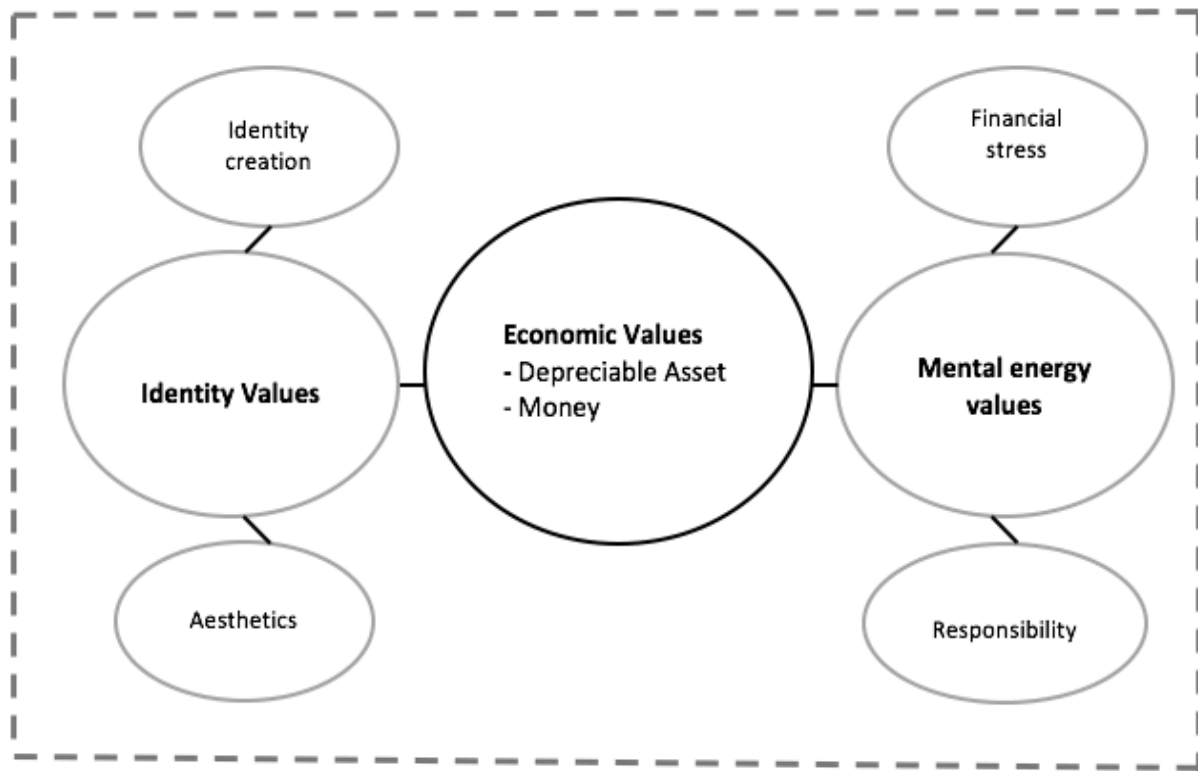 Identity
creation
Financial
stress
Identity Values
Economic Values
- Depreciable Asset
- Money
Mental energy
values
Aesthetics
Responsibility